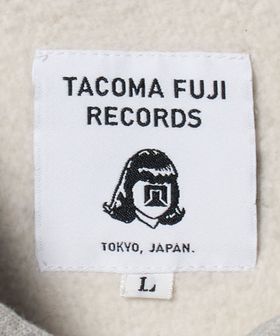 TACOMA FUJI
RECORDS
TOKYO, JAPAN.
L